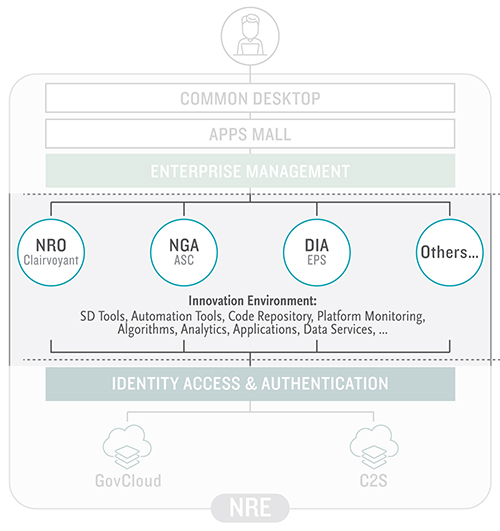 COMMON DESKTOP
APPS MALL
ENTERPRISE MANAGEMENT
NRO
Clairvoyant
NGA
ASC
DIA
EPS
Others...
Innovation Environment:
SD Tools, Automation Tools, Code Repository, Platform Monitoring,
Algorithms, Analytics, Applications, Data Services, ...
IDENTITY ACCESS & AUTHENTICATION
GovCloud
C2S
NRE